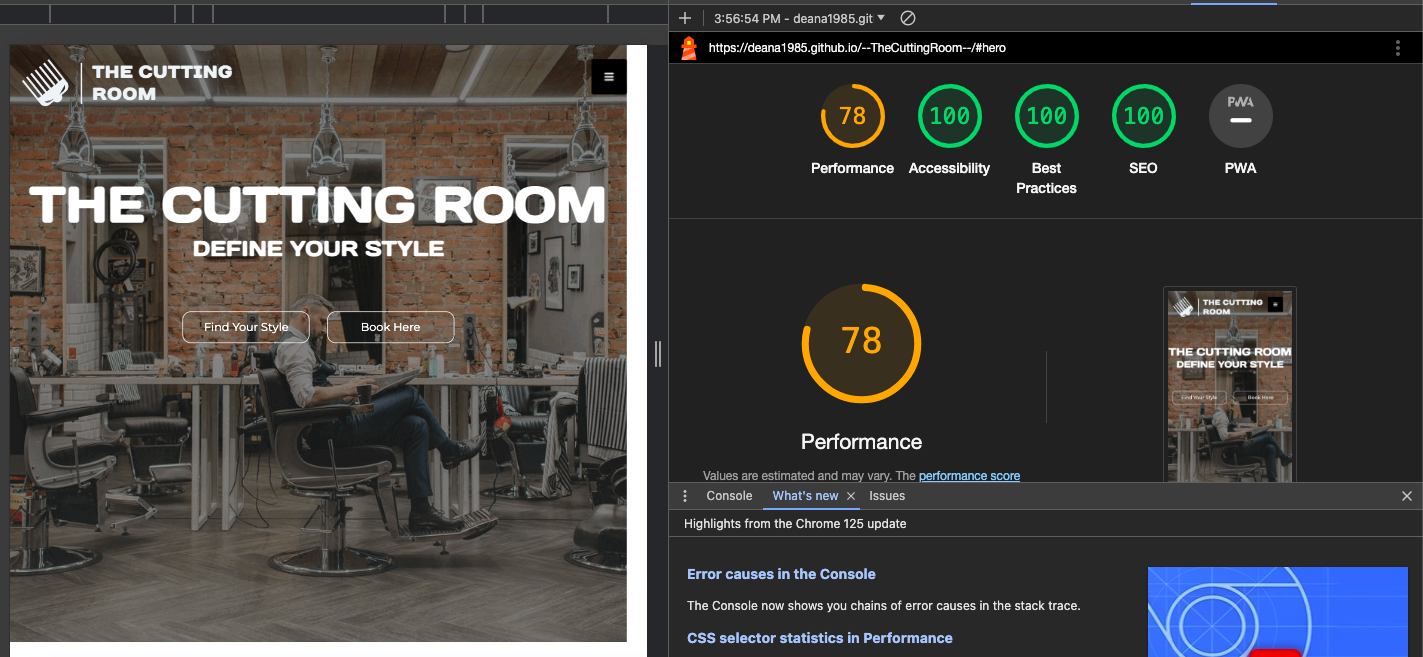 THE CUTTING
ROOM
THE CUTTING ROOM
DEFINE YOUR STYLE
Find Your Style
Book Here
3:56:54 PM - deana1985.git
https://deana1985.github.io/--TheCuttingRoom--/#hero
78
100
100
100
PWA
Performance
Accessibility
Best
Practices
SEO
PWA
78
Performance
Values are estimated and may vary. The performance score
THE CUTTING
ROOM
THE CUTTING ROOM
DEFINE YOUR STYLE
Find Your Style
Book Here
Console
What's new
Issues
Highlights from the Chrome 125 update
Error causes in the Console
The Console now shows you chains of error causes in the stack trace.
CSS selector statistics in Performance